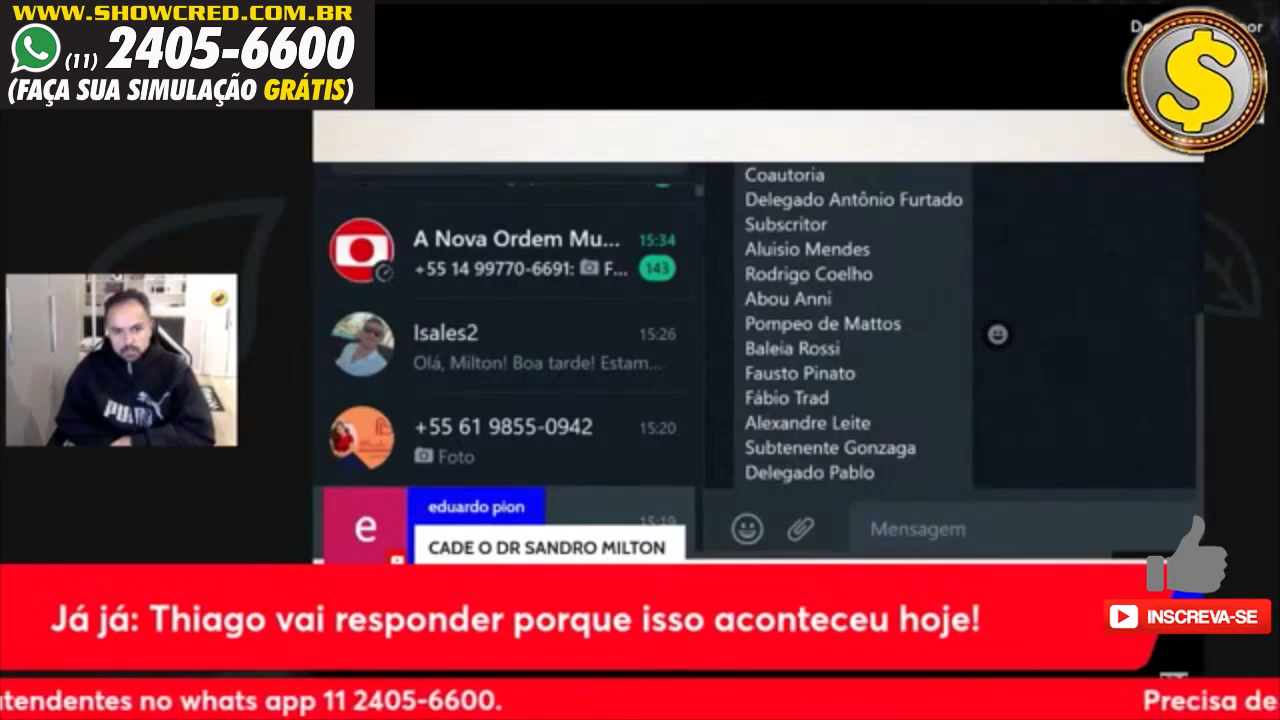 WWW.SHOWCRED.COM.BR
(11) 2405-6600
(FAÇA SUA SIMULAÇÃO GRÁTIS)
$
A Nova Ordem Mu... 15:34
+55 14 99770-6691: F... 143
Isales2 15:26
Olá, Milton! Boa tarde! Estam...
+55 61 9855-0942 15:20
Foto
Coautoria
Delegado Antônio Furtado
Subscritor
Aluisio Mendes
Rodrigo Coelho
Abou Anni
Pompeo de Mattos
Baleia Rossi
Fausto Pinato
Fábio Trad
Alexandre Leite
Subtenente Gonzaga
Delegado Pablo
Mensagem
PUMA
e
eduardo pion
15:19
CADE O DR SANDRO MILTON
Já já: Thiago vai responder porque isso aconteceu hoje!
INSCREVA-SE
atendentes no whats app 11 2405-6600.
Precisa de